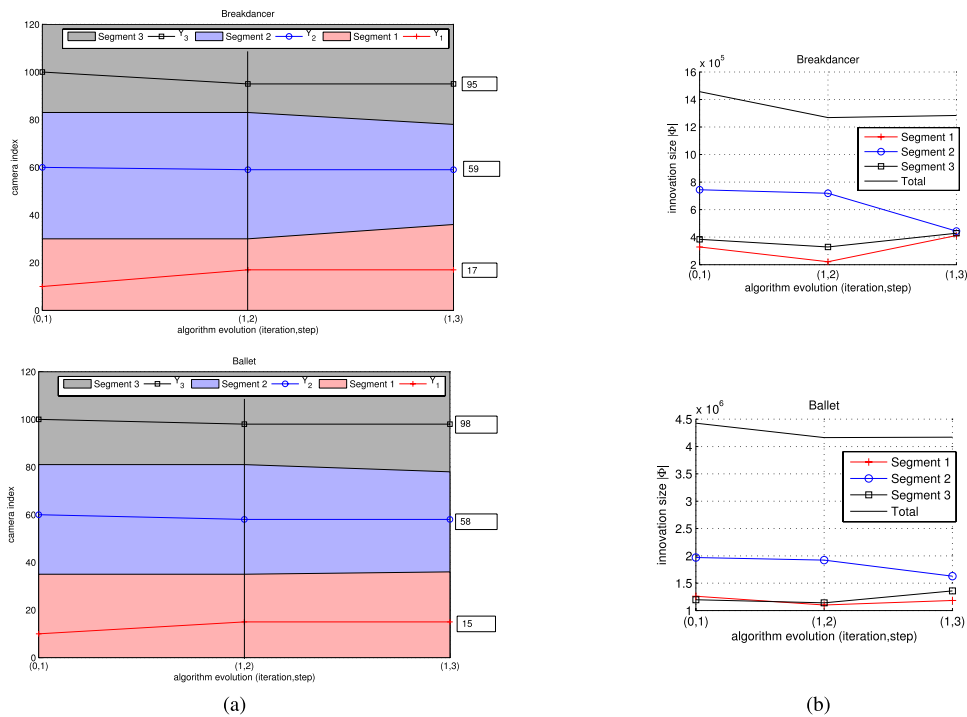 Breakdancer
120
Segment 3 Y3 Segment 2 Y2 Segment 1 Y1
100
80
60
40
20
0
camera index
95
59
17
(0,1) (1,2) (1,3)
algorithm evolution (iteration,step)
Breakdancer
x 10^5
16
14
12
10
8
6
4
2
innovation size |Φ|
Segment 1
Segment 2
Segment 3
Total
(0,1) (1,2) (1,3)
algorithm evolution (iteration,step)
Ballet
120
Segment 3 Y3 Segment 2 Y2 Segment 1 Y1
100
80
60
40
20
0
camera index
98
58
15
(0,1) (1,2) (1,3)
algorithm evolution (iteration,step)
(a)
Ballet
x 10^6
4.5
4
3.5
3
2.5
2
1.5
1
innovation size |Φ|
Segment 1
Segment 2
Segment 3
Total
(0,1) (1,2) (1,3)
algorithm evolution (iteration,step)
(b)